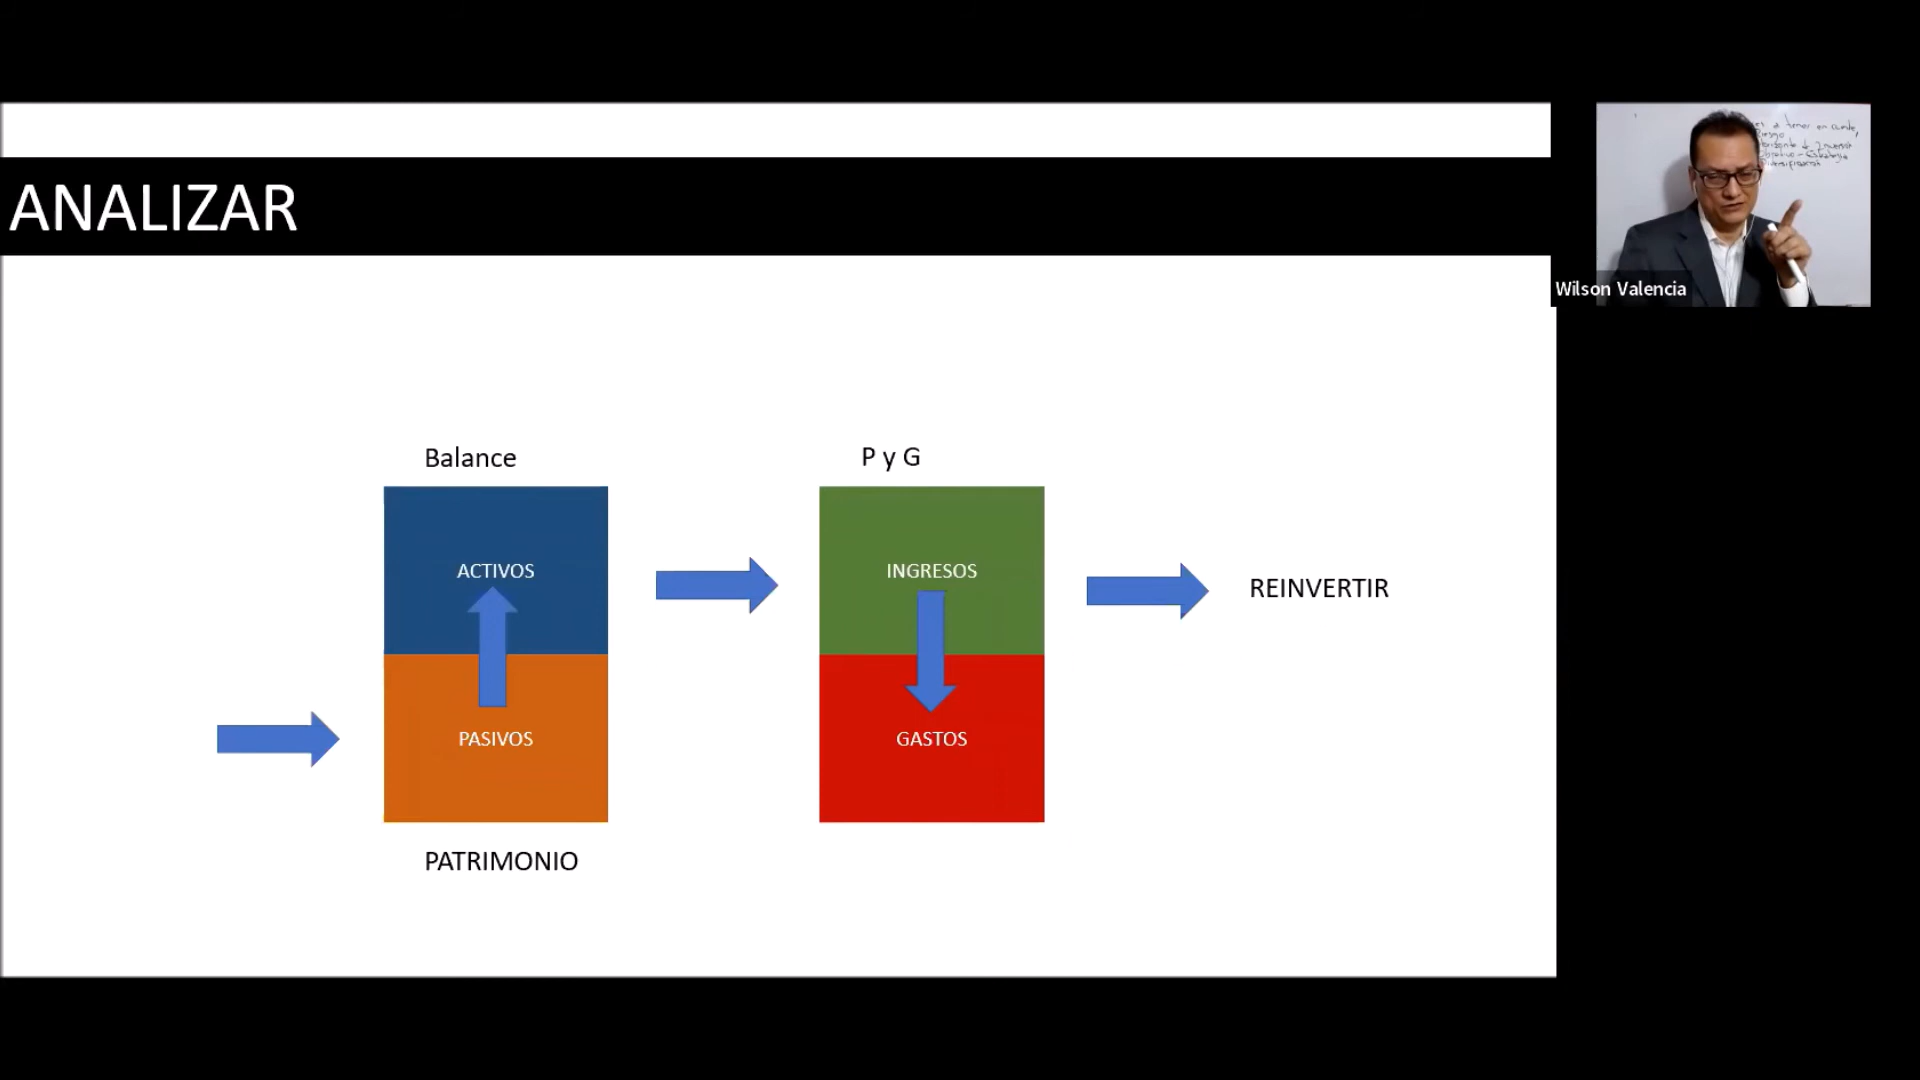 ANALIZAR
Wilson Valencia
Balance
P y G
ACTIVOS
INGRESOS
REINVERTIR
PASIVOS
GASTOS
PATRIMONIO